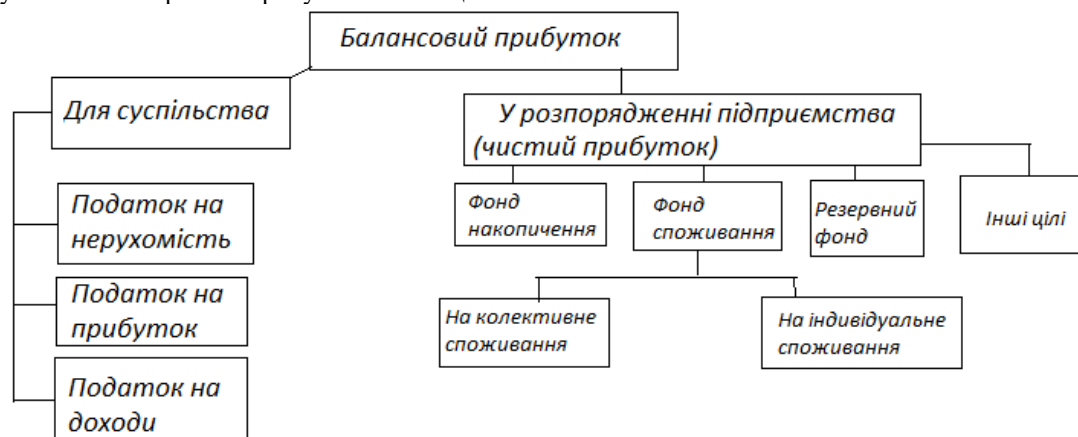 Балансовий прибуток
Для суспільства
У розпорядженні підприємства
(чистий прибуток)
Податок на
нерухомість
Податок на
прибуток
Податок на
доходи
Фонд
накопичення
Фонд
споживання
Резервний
фонд
Інші цілі
На колективне
споживання
На індивідуальне
споживання